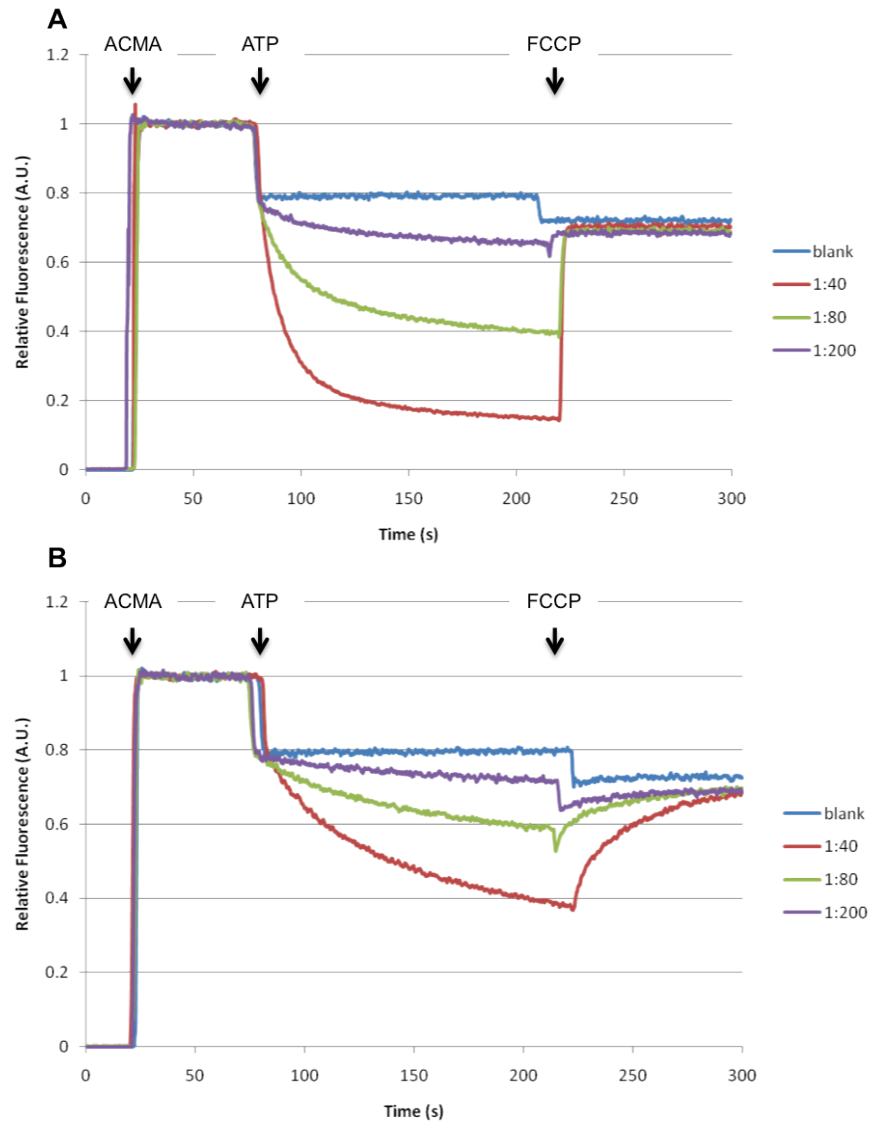 A
ACMA ATP FCCP
1.2
1
0.8
0.6
0.4
0.2
0
0 50 100 150 200 250 300
Relative Fluorescence (A.U.)
Time (s)
blank
1:40
1:80
1:200
B
ACMA ATP FCCP
1.2
1
0.8
0.6
0.4
0.2
0
0 50 100 150 200 250 300
Relative Fluorescence (A.U.)
Time (s)
blank
1:40
1:80
1:200